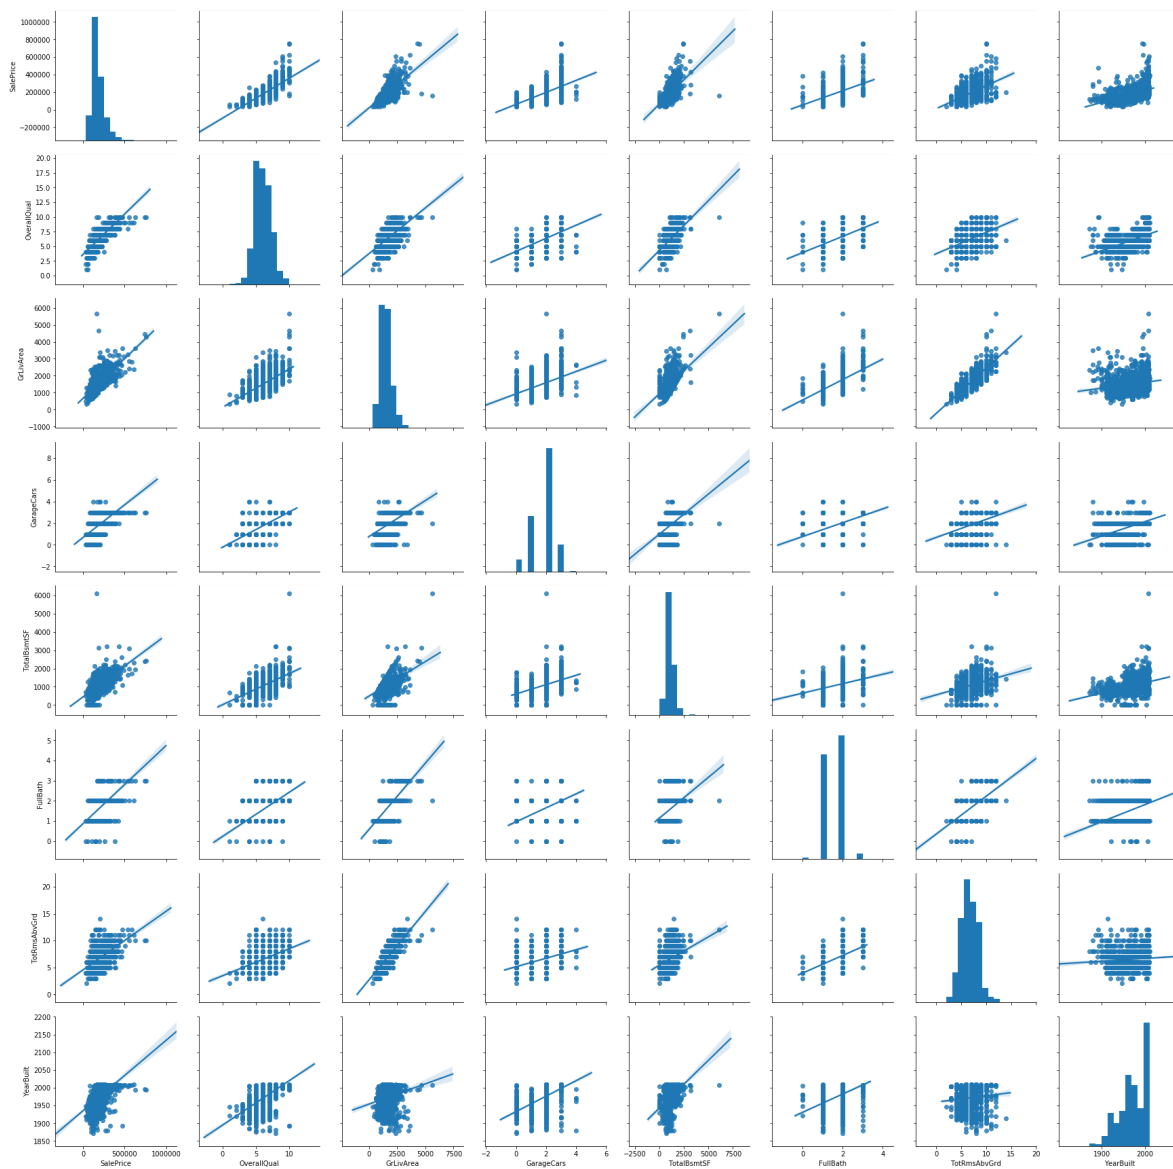 1000000
800000
600000
400000
200000
0
−200000
SalePrice
20.0
17.5
15.0
12.5
10.0
7.5
5.0
2.5
0.0
OverallQual
6000
5000
4000
3000
2000
1000
0
−1000
GrLivArea
8
6
4
2
0
−2
GarageCars
6000
5000
4000
3000
2000
1000
0
TotalBsmtSF
5
4
3
2
1
0
FullBath
20
15
10
5
0
TotRmsAbvGrd
2200
2150
2100
2050
2000
1950
1900
1850
YearBuilt
0 500000 1000000
SalePrice
0 5 10
OverallQual
0 2500 5000 7500
GrLivArea
−2 0 2 4 6
GarageCars
−2500 0 2500 5000 7500
TotalBsmtSF
0 2 4
FullBath
0 5 10 15 20
TotRmsAbvGrd
1900 2000
YearBuilt